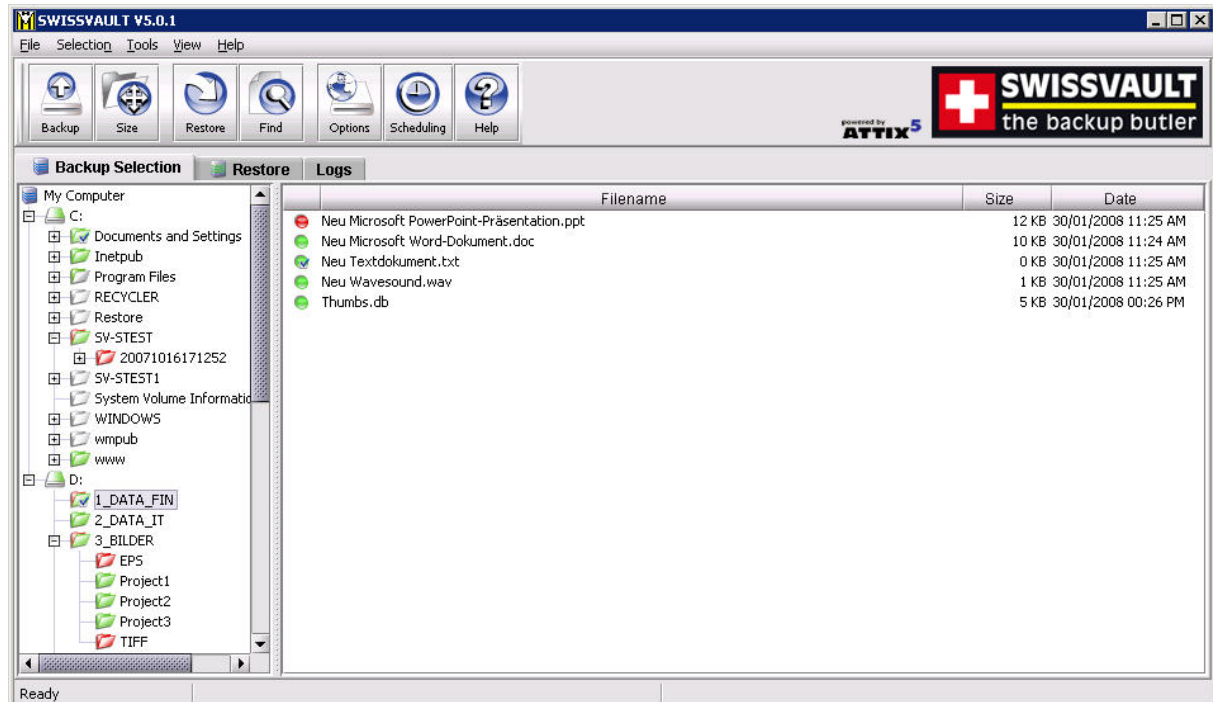 SWISSVAULT V5.0.1
File Selection Tools View Help
Backup Size Restore Find Options Scheduling Help
powered by
ATTIX5
SWISSVAULT
the backup butler
Backup Selection Restore Logs
My Computer
C:
Documents and Settings
Inetpub
Program Files
RECYCLER
Restore
SV-STEST
20071016171252
SV-STEST1
System Volume Informatio
WINDOWS
wmpub
www
D:
1_DATA_FIN
2_DATA_IT
3_BILDER
EPS
Project1
Project2
Project3
TIFF
Filename Size Date
Neu Microsoft PowerPoint-Präsentation.ppt 12 KB 30/01/2008 11:25 AM
Neu Microsoft Word-Dokument.doc 10 KB 30/01/2008 11:24 AM
Neu Textdokument.txt 0 KB 30/01/2008 11:25 AM
Neu Wavesound.wav 1 KB 30/01/2008 11:25 AM
Thumbs.db 5 KB 30/01/2008 00:26 PM
Ready